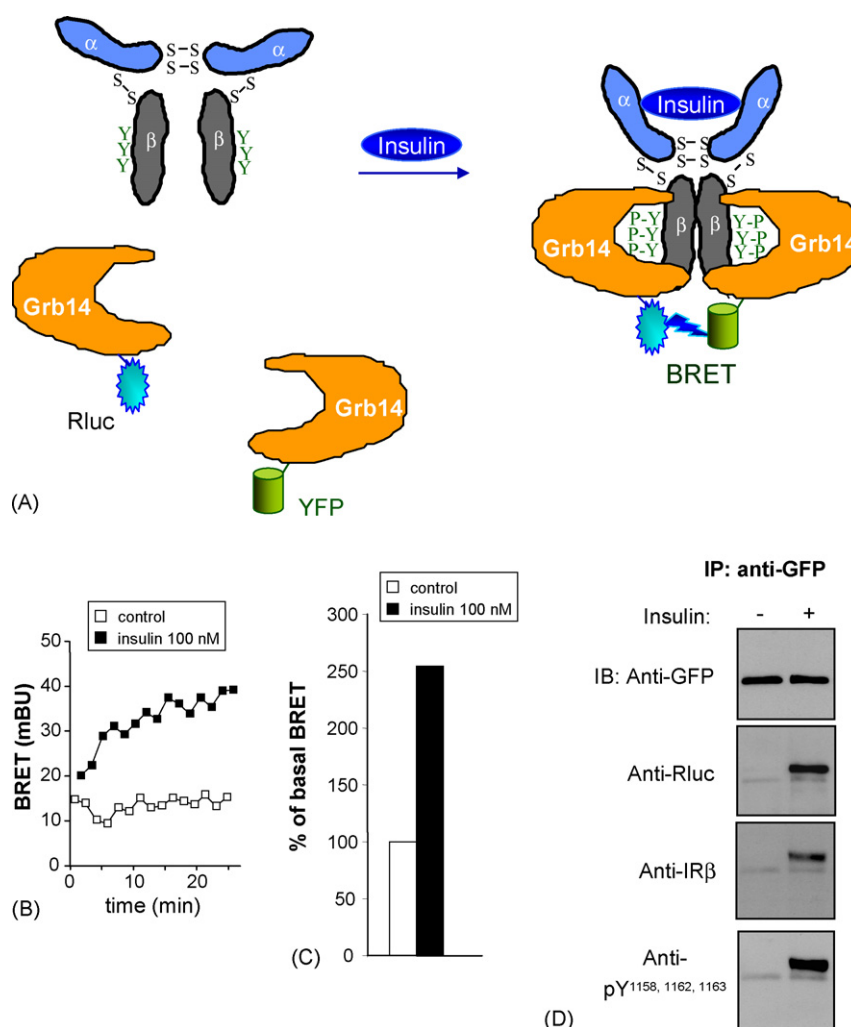 α
S-S
S-S
α
S-S
S-S
Y
Y
Y
β
β
Y
Y
Y
Insulin
α
Insulin
α
S-S
S-S
S-S
S-S
Grb14
P-Y
P-Y
P-Y
β
β
Y-P
Y-P
Y-P
Grb14
BRET
Grb14
Rluc
Grb14
YFP
(A)
control
insulin 100 nM
BRET (mBU)
50
40
30
20
10
0
0 10 20
time (min)
(B)
control
insulin 100 nM
% of basal BRET
300
250
200
150
100
50
0
(C)
IP: anti-GFP
Insulin: - +
IB: Anti-GFP
Anti-Rluc
Anti-IRβ
Anti-
pY1158, 1162, 1163
(D)